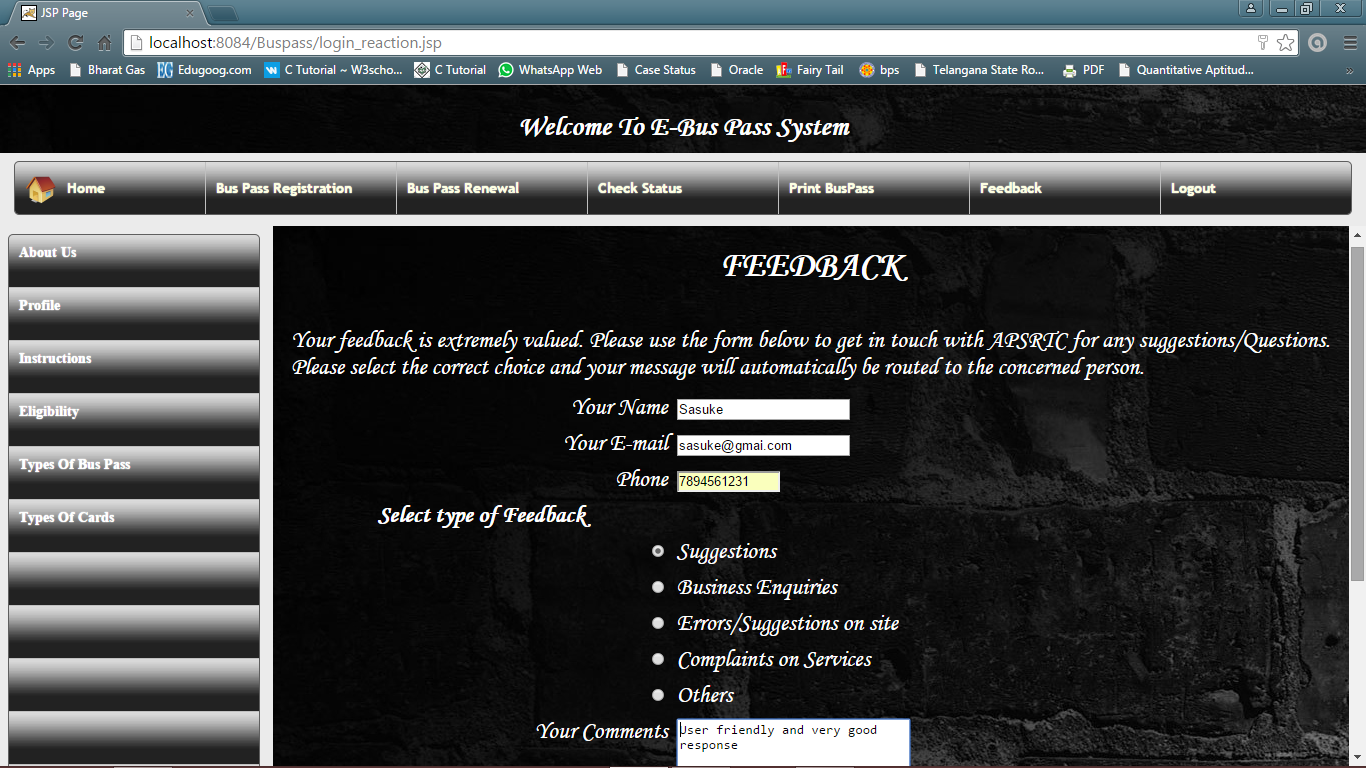 JSP Page
localhost:8084/Buspass/login_reaction.jsp
Apps Bharat Gas EG Edugoog.com W C Tutorial ~ W3scho... C Tutorial WhatsApp Web Case Status Oracle Fairy Tail bps Telangana State Ro... PDF Quantitative Aptitud... »
Welcome To E-Bus Pass System
Home Bus Pass Registration Bus Pass Renewal Check Status Print BusPass Feedback Logout
About Us
Profile
Instructions
Eligibility
Types Of Bus Pass
Types Of Cards
FEEDBACK
Your feedback is extremely valued. Please use the form below to get in touch with APSRTC for any suggestions/Questions.
Please select the correct choice and your message will automatically be routed to the concerned person.
Your Name Sasuke
Your E-mail sasuke@gmai.com
Phone 7894561231
Select type of Feedback
Suggestions
Business Enquiries
Errors/Suggestions on site
Complaints on Services
Others
Your Comments User friendly and very good
response